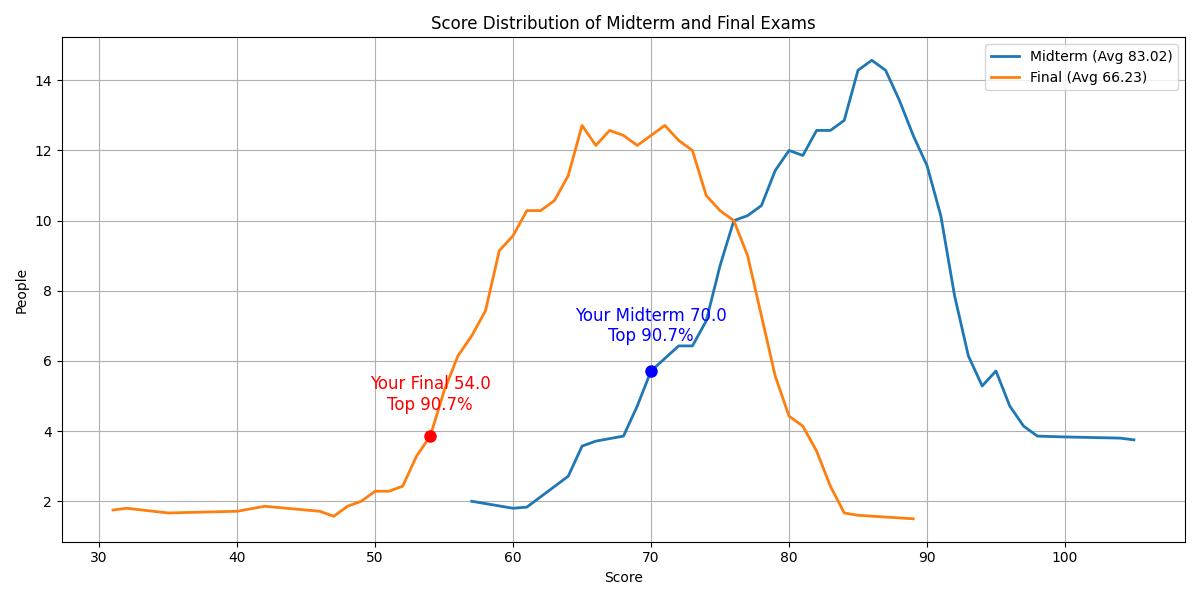 Score Distribution of Midterm and Final Exams
Midterm (Avg 83.02)
Final (Avg 66.23)
People
14
12
10
8
6
4
2
Your Midterm 70.0
Top 90.7%
Your Final 54.0
Top 90.7%
30 40 50 60 70 80 90 100
Score